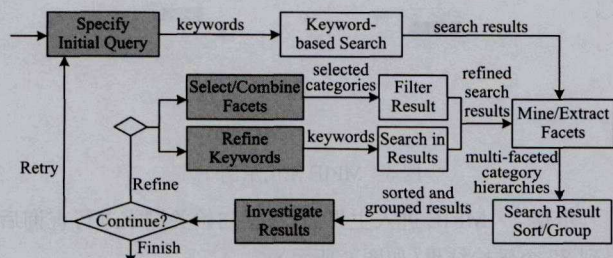 Specify
Initial Query
keywords
Keyword-
based Search
search results
Select/Combine
Facets
selected
categories
Filter
Result
refined
search
results
Mine/Extract
Facets
Refine
Keywords
keywords
Search in
Results
multi-faceted
category
hierarchies
Retry
Refine
Continue?
Finish
Investigate
Results
sorted and
grouped results
Search Result
Sort/Group